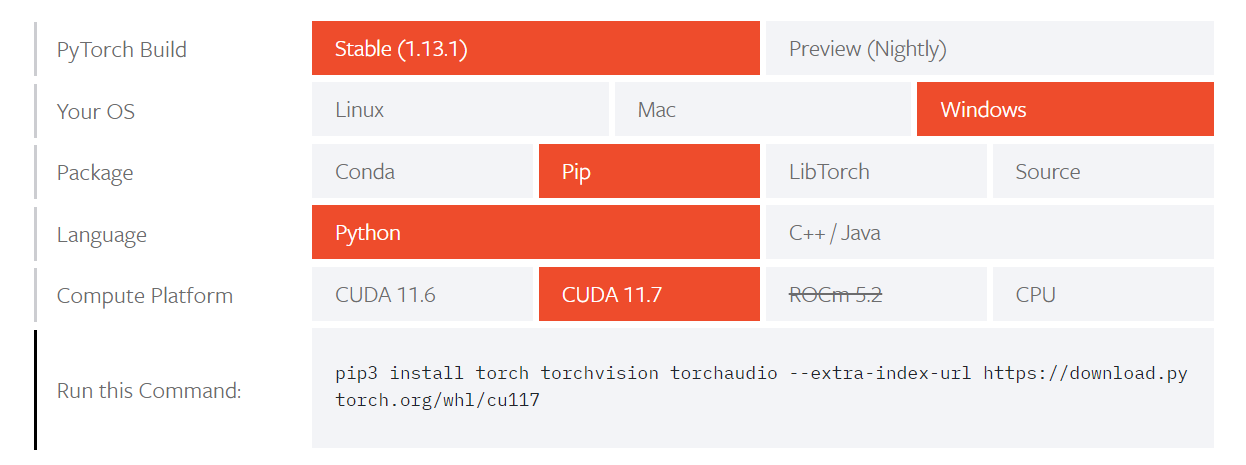 PyTorch Build
Stable (1.13.1)
Preview (Nightly)
Your OS
Linux
Mac
Windows
Package
Conda
Pip
LibTorch
Source
Language
Python
C++ / Java
Compute Platform
CUDA 11.6
CUDA 11.7
ROCm 5.2
CPU
Run this Command:
pip3 install torch torchvision torchaudio --extra-index-url https://download.py
torch.org/whl/cu117